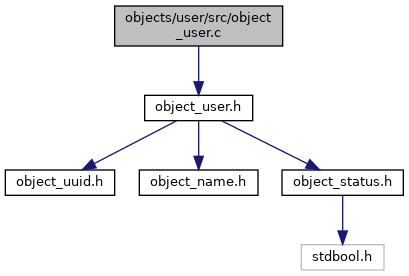 objects/user/src/object
_user.c
object_user.h
object_uuid.h
object_name.h
object_status.h
stdbool.h